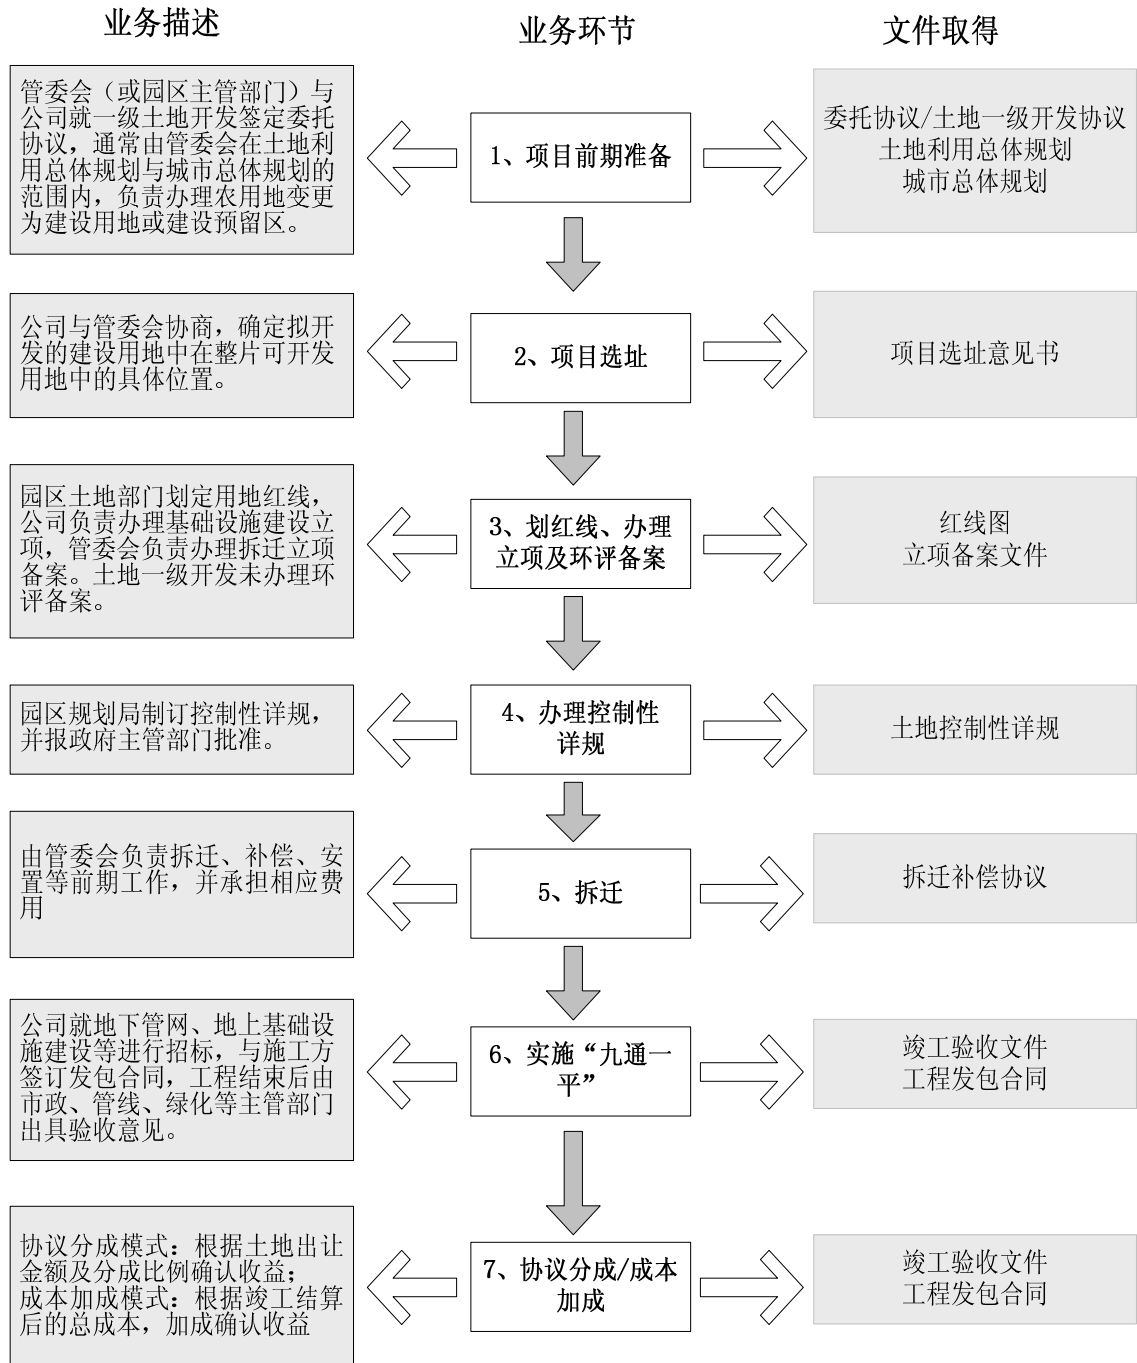 业务描述
业务环节
文件取得
管委会（或园区主管部门）与
公司就一级土地开发签定委托
协议，通常由管委会在土地利
用总体规划与城市总体规划的
范围内，负责办理农用地变更
为建设用地或建设预留区。
1、项目前期准备
委托协议/土地一级开发协议
土地利用总体规划
城市总体规划
公司与管委会协商，确定拟开
发的建设用地中在整片可开发
用地中的具体位置。
2、项目选址
项目选址意见书
园区土地部门划定用地红线，
公司负责办理基础设施建设立
项，管委会负责办理拆迁立项
备案。土地一级开发未办理环
评备案。
3、划红线、办理
立项及环评备案
红线图
立项备案文件
园区规划局制订控制性详规，
并报政府主管部门批准。
4、办理控制性
详规
土地控制性详规
由管委会负责拆迁、补偿、安
置等前期工作，并承担相应费
用
5、拆迁
拆迁补偿协议
公司就地下管网、地上基础设
施建设等进行招标，与施工方
签订发包合同，工程结束后由
市政、管线、绿化等主管部门
出具验收意见。
6、实施“九通一
平”
竣工验收文件
工程发包合同
协议分成模式：根据土地出让
金额及分成比例确认收益；
成本加成模式：根据竣工结算
后的总成本，加成确认收益
7、协议分成/成本
加成
竣工验收文件
工程发包合同